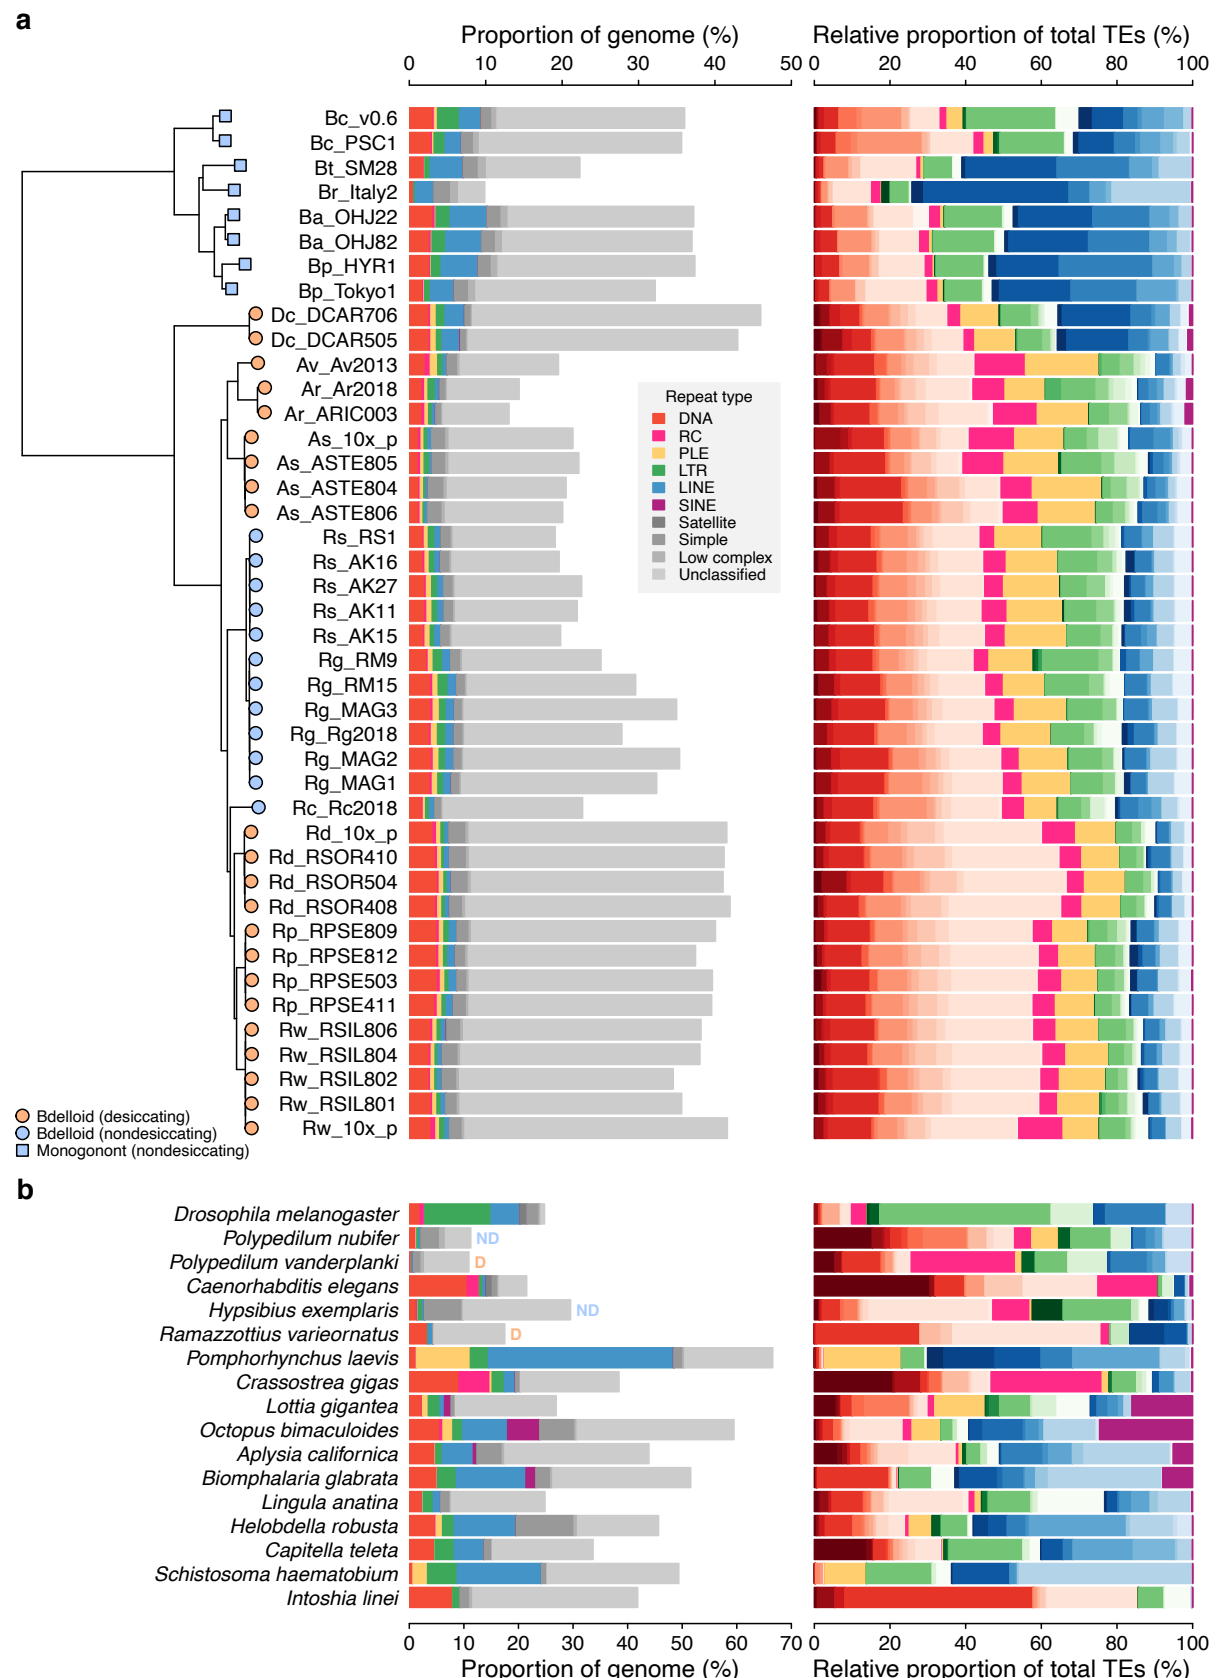 a
Proportion of genome (%)
Relative proportion of total TEs (%)
0 10 20 30 40 50
0 20 40 60 80 100
Bc_v0.6
Bc_PSC1
Bt_SM28
Br_Italy2
Ba_OHJ22
Ba_OHJ82
Bp_HYR1
Bp_Tokyo1
Dc_DCAR706
Dc_DCAR505
Av_Av2013
Ar_Ar2018
Ar_ARIC003
As_10x_p
As_ASTE805
As_ASTE804
As_ASTE806
Rs_RS1
Rs_AK16
Rs_AK27
Rs_AK11
Rs_AK15
Rg_RM9
Rg_RM15
Rg_MAG3
Rg_Rg2018
Rg_MAG2
Rg_MAG1
Rc_Rc2018
Rd_10x_p
Rd_RSOR410
Rd_RSOR504
Rd_RSOR408
Rp_RPSE809
Rp_RPSE812
Rp_RPSE503
Rp_RPSE411
Rw_RSIL806
Rw_RSIL804
Rw_RSIL802
Rw_RSIL801
Rw_10x_p
Repeat type
DNA
RC
PLE
LTR
LINE
SINE
Satellite
Simple
Low complex
Unclassified
Bdelloid (desiccating)
Bdelloid (nondesiccating)
Monogonont (nondesiccating)
b
Drosophila melanogaster
Polypedilum nubifer ND
Polypedilum vanderplanki D
Caenorhabditis elegans
Hypsibius exemplaris ND
Ramazzottius varieornatus D
Pomphorhynchus laevis
Crassostrea gigas
Lottia gigantea
Octopus bimaculoides
Aplysia californica
Biomphalaria glabrata
Lingula anatina
Helobdella robusta
Capitella teleta
Schistosoma haematobium
Intoshia linei
0 10 20 30 40 50 60 70
0 20 40 60 80 100
Proportion of genome (%)
Relative proportion of total TEs (%)